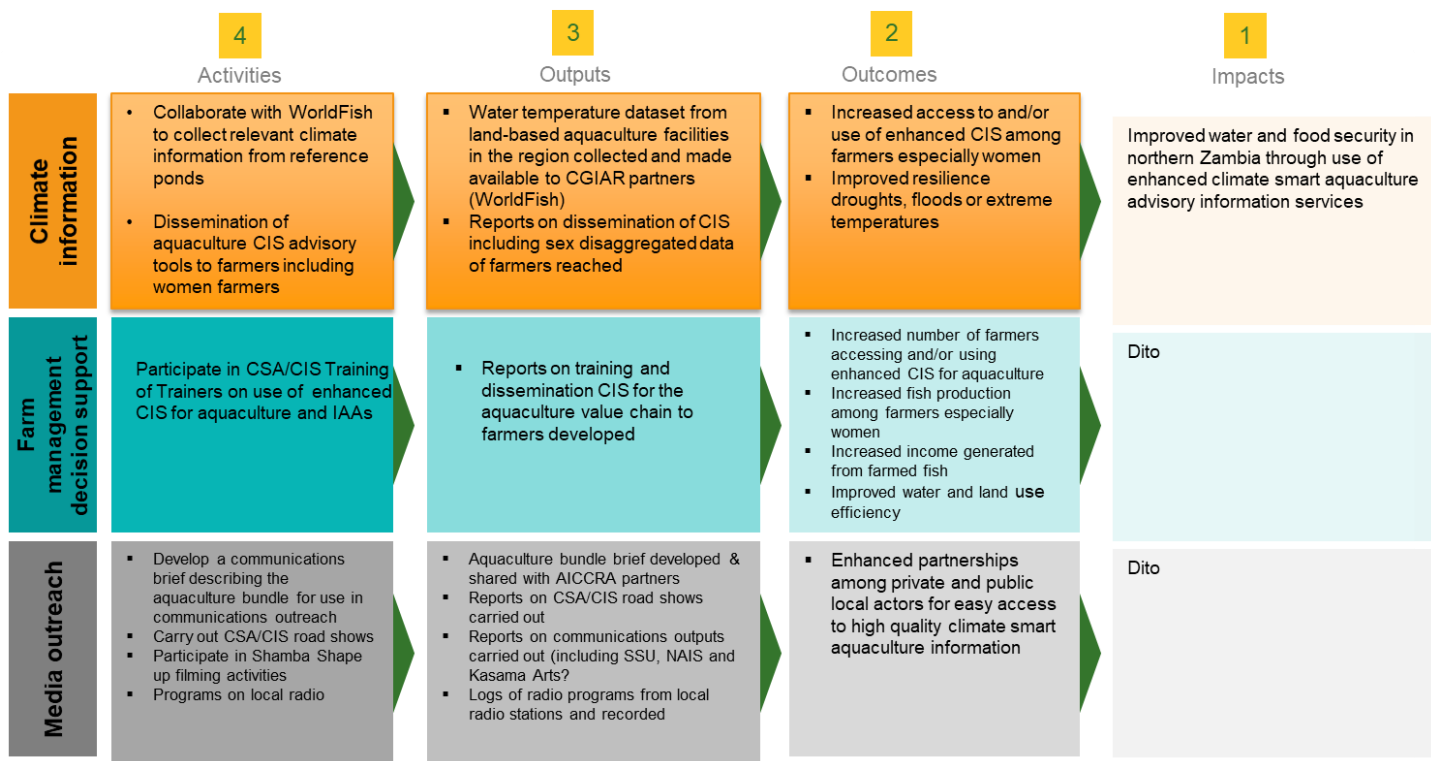 4
3
2
1
Activities
Outputs
Outcomes
Impacts
Climate
information
• Collaborate with WorldFish
to collect relevant climate
information from reference
ponds
• Dissemination of
aquaculture CIS advisory
tools to farmers including
women farmers
▪ Water temperature dataset from
land-based aquaculture facilities
in the region collected and made
available to CGIAR partners
(WorldFish)
▪ Reports on dissemination of CIS
including sex disaggregated data
of farmers reached
▪ Increased access to and/or
use of enhanced CIS among
farmers especially women
▪ Improved resilience
droughts, floods or extreme
temperatures
Improved water and food security in
northern Zambia through use of
enhanced climate smart aquaculture
advisory information services
Farm
management
decision support
Participate in CSA/CIS Training
of Trainers on use of enhanced
CIS for aquaculture and IAAs
▪ Reports on training and
dissemination CIS for the
aquaculture value chain to
farmers developed
▪ Increased number of farmers
accessing and/or using
enhanced CIS for aquaculture
▪ Increased fish production
among farmers especially
women
▪ Increased income generated
from farmed fish
▪ Improved water and land use
efficiency
Dito
Media outreach
▪ Develop a communications
brief describing the
aquaculture bundle for use in
communications outreach
▪ Carry out CSA/CIS road shows
▪ Participate in Shamba Shape
up filming activities
▪ Programs on local radio
▪ Aquaculture bundle brief developed &
shared with AICCRA partners
▪ Reports on CSA/CIS road shows
carried out
▪ Reports on communications outputs
carried out (including SSU, NAIS and
Kasama Arts?
▪ Logs of radio programs from local
radio stations and recorded
▪ Enhanced partnerships
among private and public
local actors for easy access
to high quality climate smart
aquaculture information
Dito